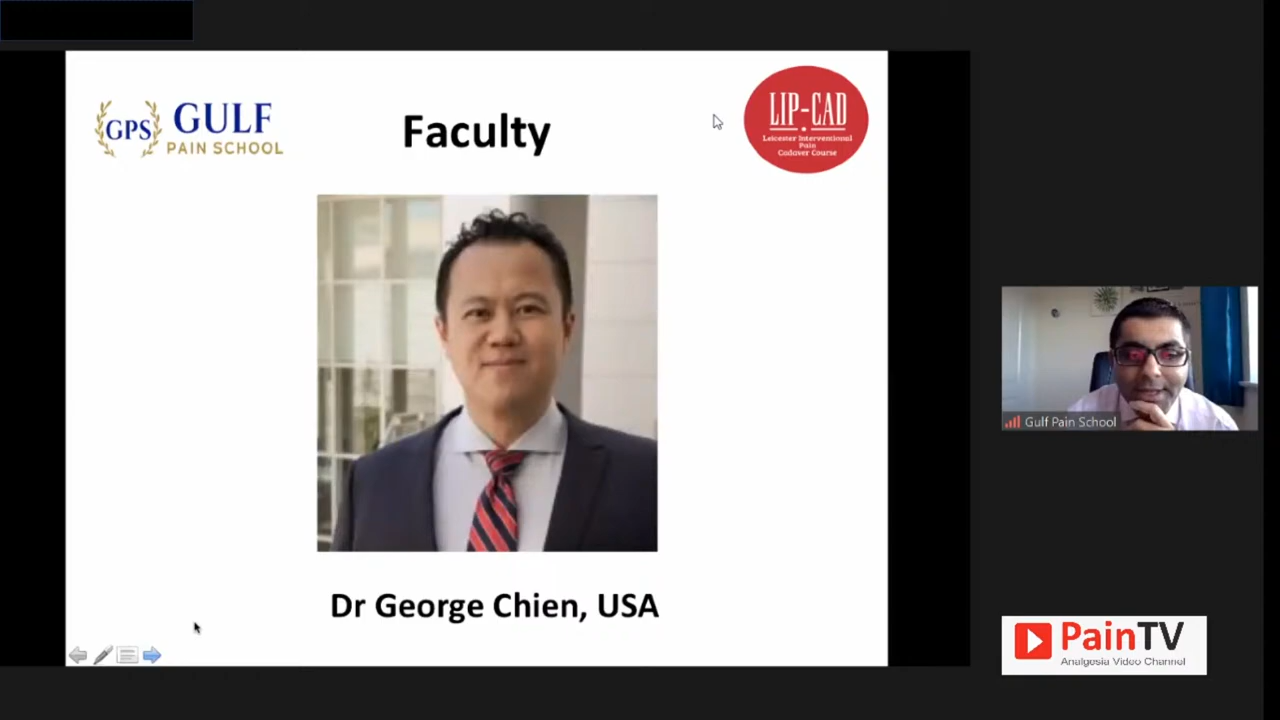 GPS
GULF
PAIN SCHOOL
Faculty
LIP-CAD
Leicester Interventional
Pain
Cadaver Course
Dr George Chien, USA
Gulf Pain School
PainTV
Analgesia Video Channel